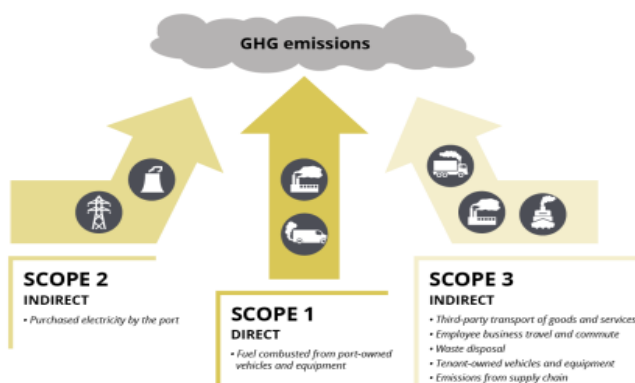 GHG emissions
SCOPE 2
INDIRECT
• Purchased electricity by the port
SCOPE 1
DIRECT
• Fuel combusted from port-owned
vehicles and equipment
SCOPE 3
INDIRECT
• Third-party transport of goods and services
• Employee business travel and commute
• Waste disposal
• Tenant-owned vehicles and equipment
• Emissions from supply chain